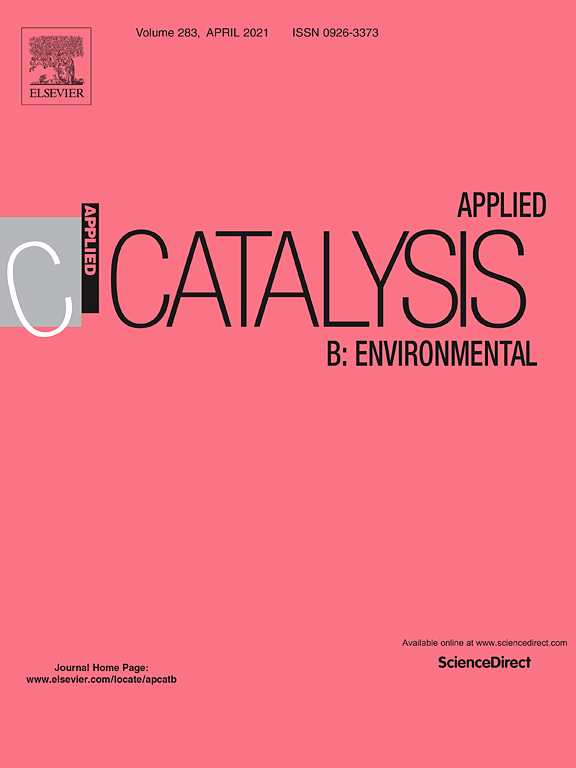 Volume 283, APRIL 2021 ISSN 0926-3373
ELSEVIER
APPLIED
APPLIED
C CATALYSIS
B: ENVIRONMENTAL
Available online at www.sciencedirect.com
ScienceDirect
Journal Home Page:
www.elsevier.com/locate/apcatb